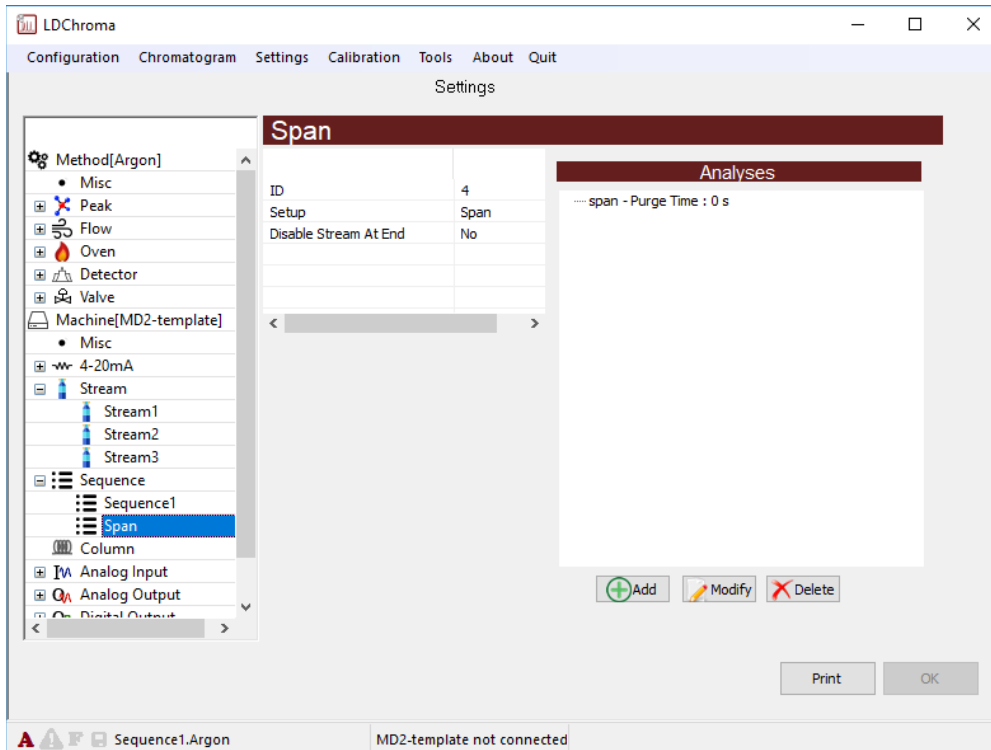 LDChroma
Configuration Chromatogram Settings Calibration Tools About Quit
Settings
Method[Argon]
Misc
Peak
Flow
Oven
Detector
Valve
Machine[MD2-template]
Misc
4-20mA
Stream
Stream1
Stream2
Stream3
Sequence
Sequence1
Span
Column
Analog Input
Analog Output
Digital Output
Span
ID 4
Setup Span
Disable Stream At End No
Analyses
span - Purge Time : 0 s
Add Modify Delete
Print OK
A F Sequence1.Argon MD2-template not connected